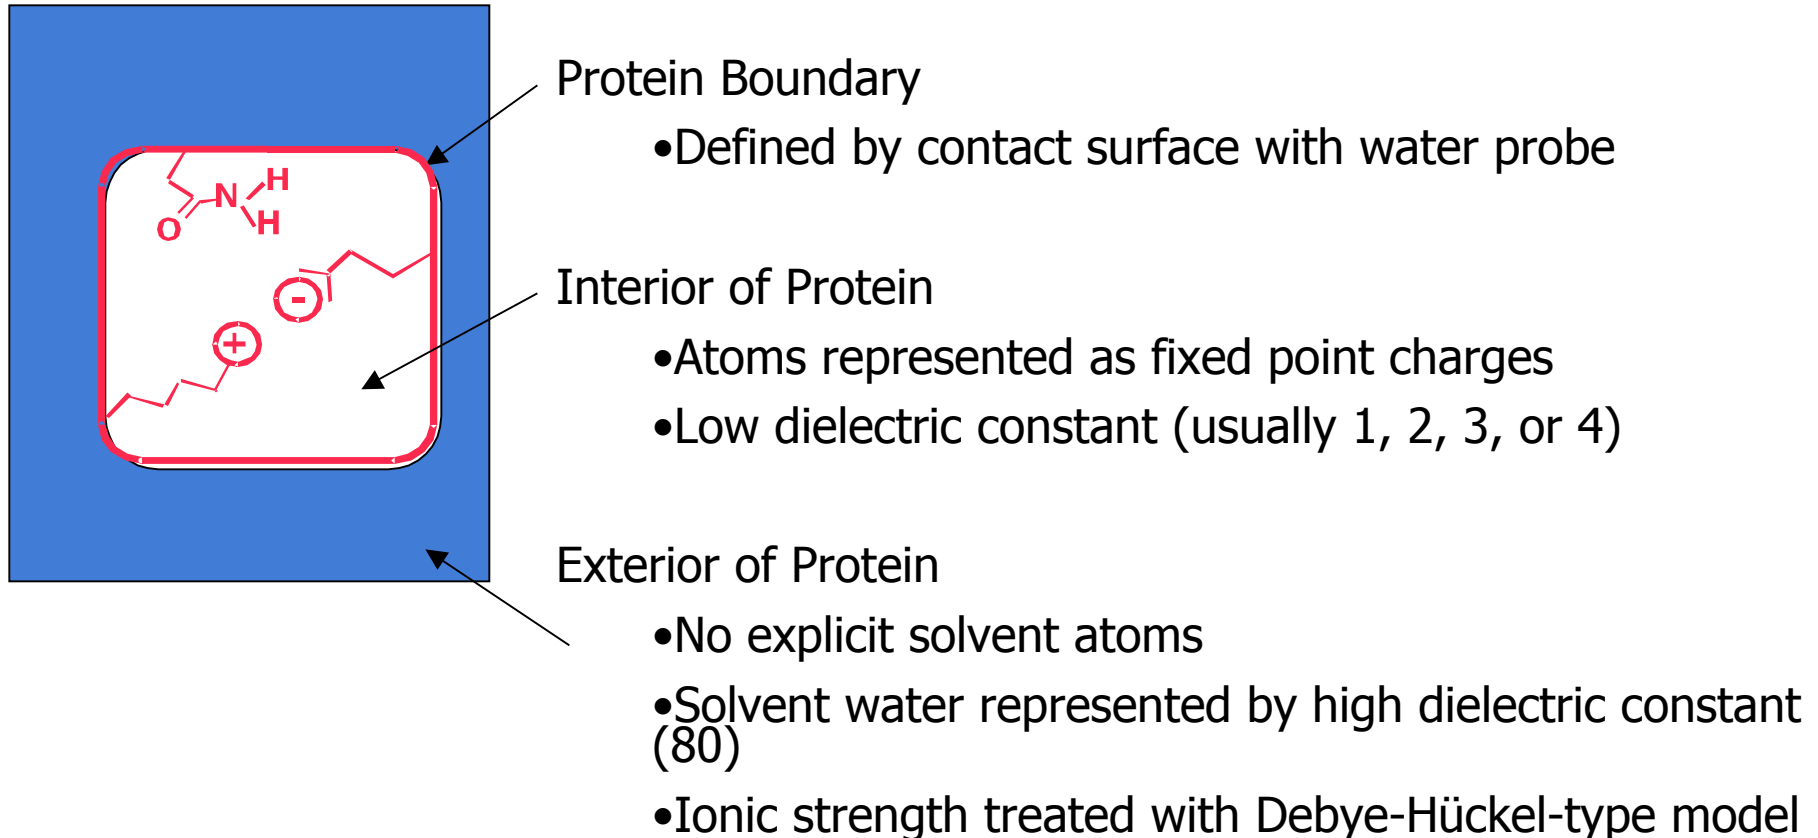 Protein Boundary
•Defined by contact surface with water probe
H
N
H
O
Interior of Protein
-
•Atoms represented as fixed point charges
+
•Low dielectric constant (usually 1, 2, 3, or 4)
Exterior of Protein
•No explicit solvent atoms
•Solvent water represented by high dielectric constant
(80)
•Ionic strength treated with Debye-Hückel-type model